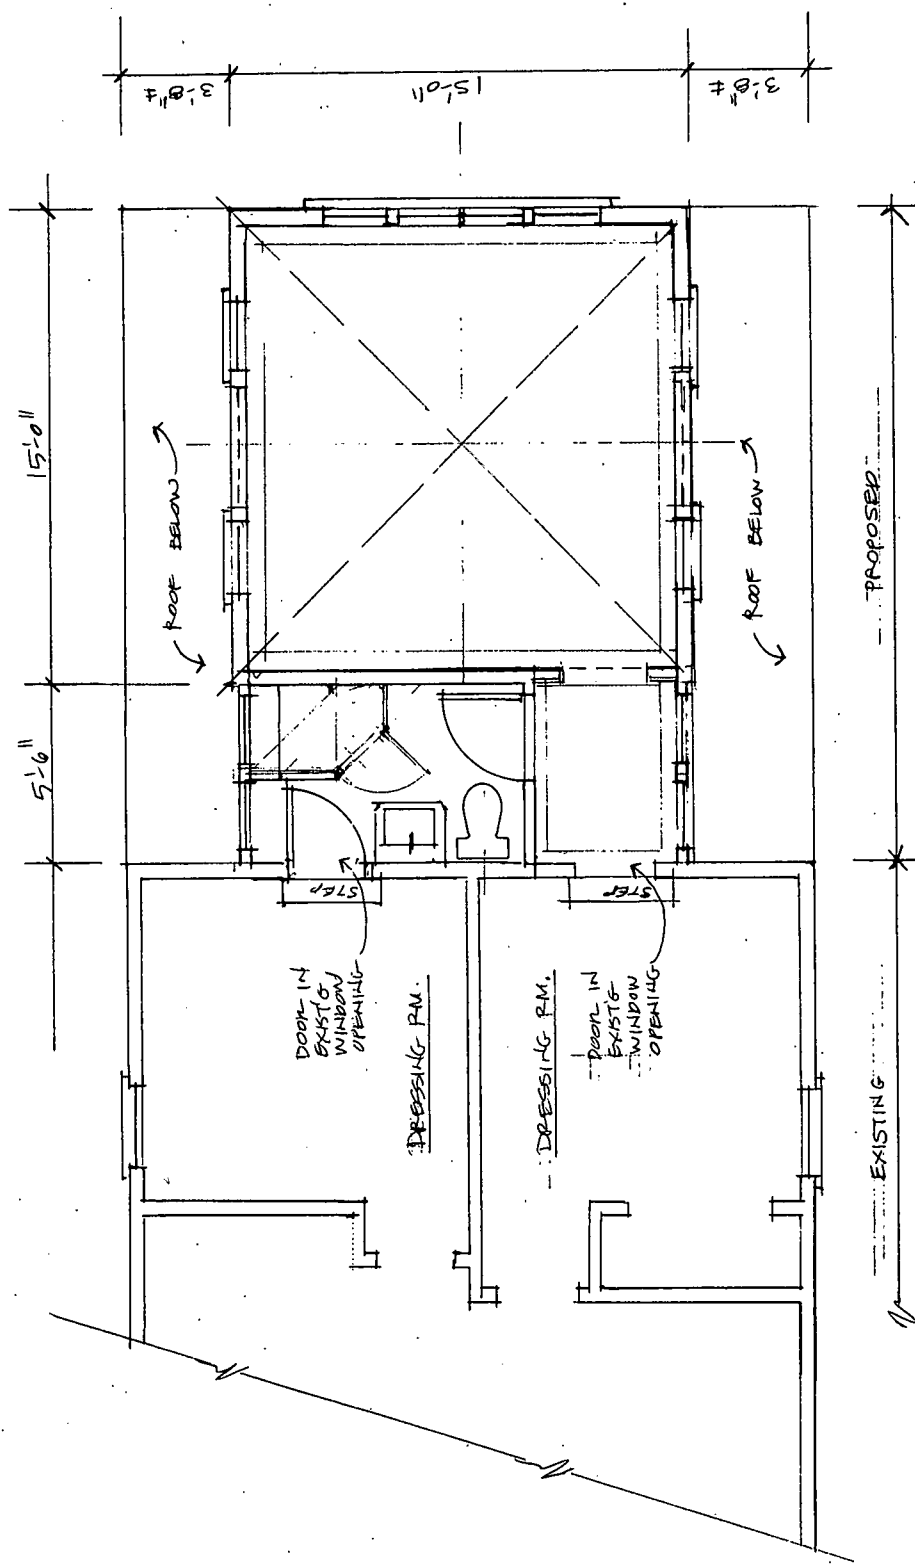 3'-8" ±
15'-0"
3'-8" ±
15'-0"
5'-6"
ROOF BELOW
ROOF BELOW
PROPOSED
EXISTING
STEP
STEP
DOOR IN
EXIST'G
WINDOW
OPENING
DRESSING RM.
DRESSING RM.
DOOR IN
EXIST'G
WINDOW
OPENING